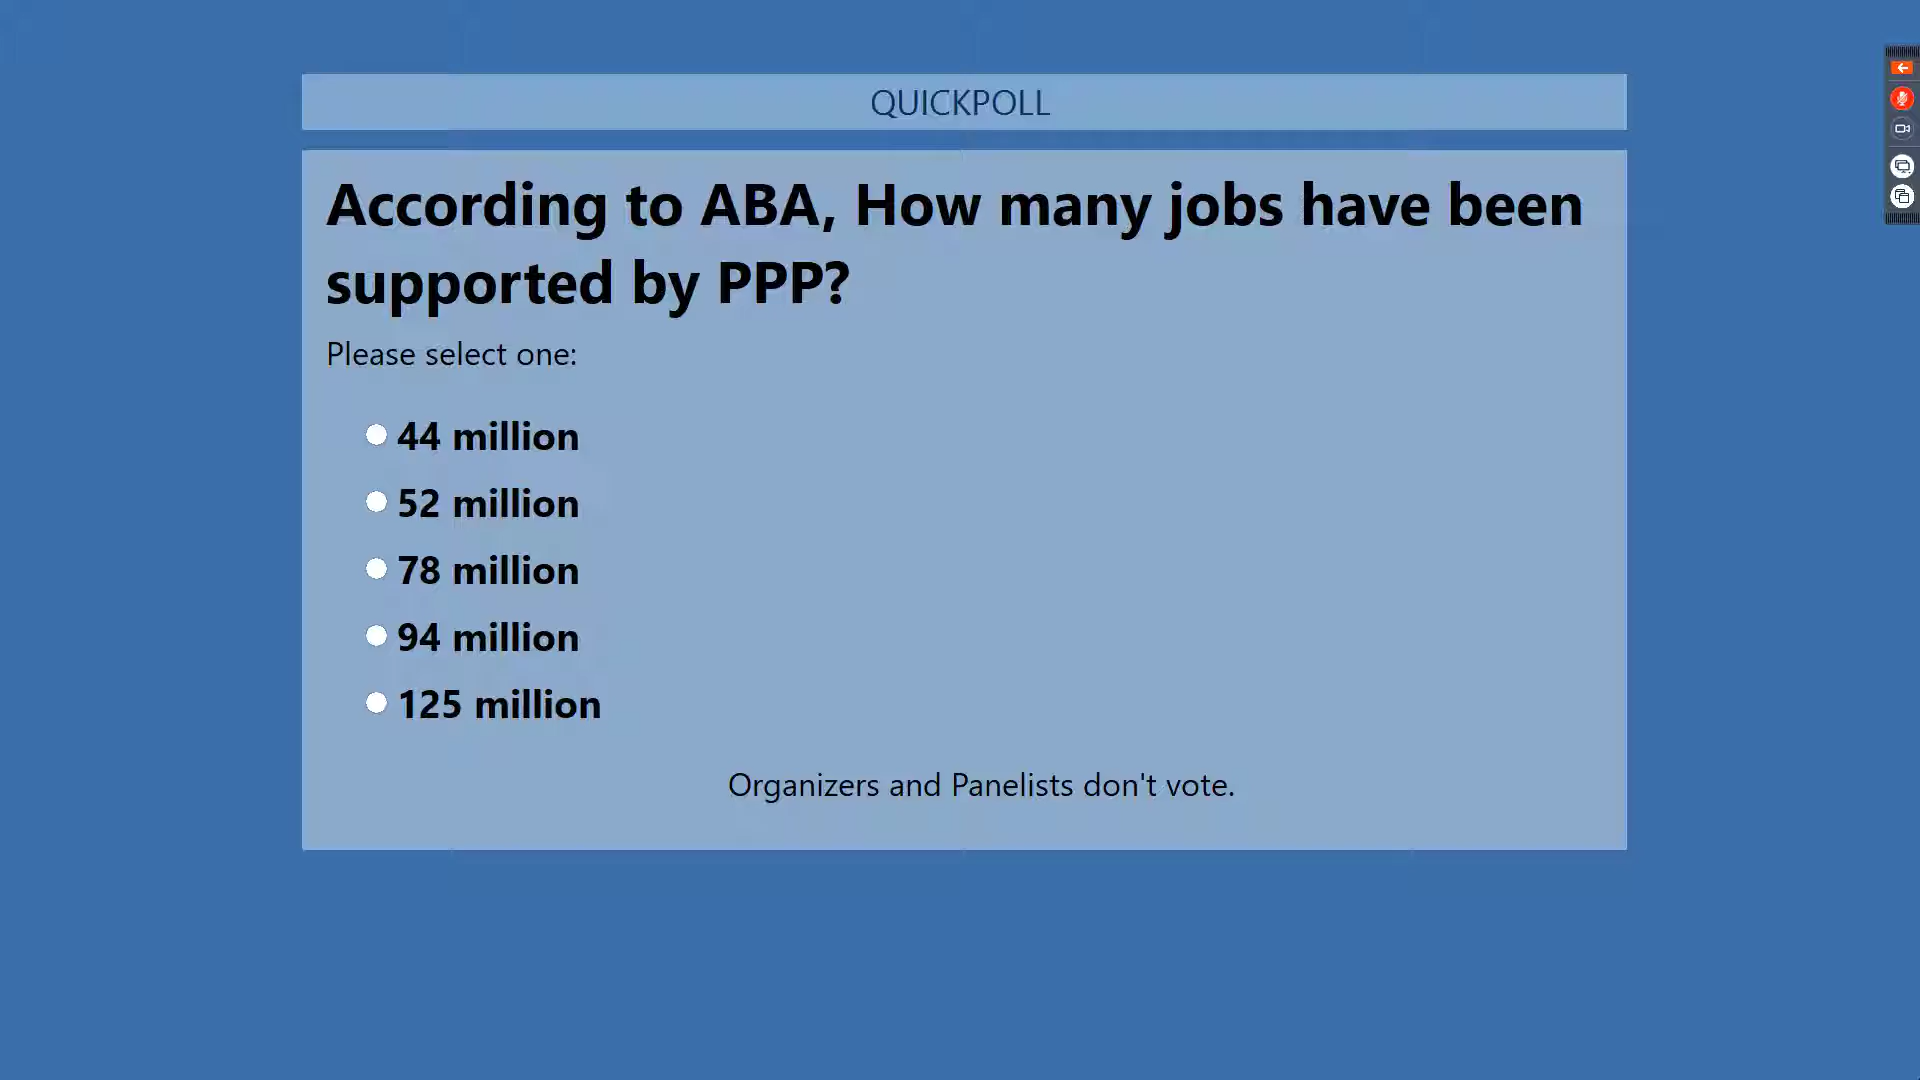 QUICKPOLL
According to ABA, How many jobs have been
supported by PPP?
Please select one:
44 million
52 million
78 million
94 million
125 million
Organizers and Panelists don't vote.